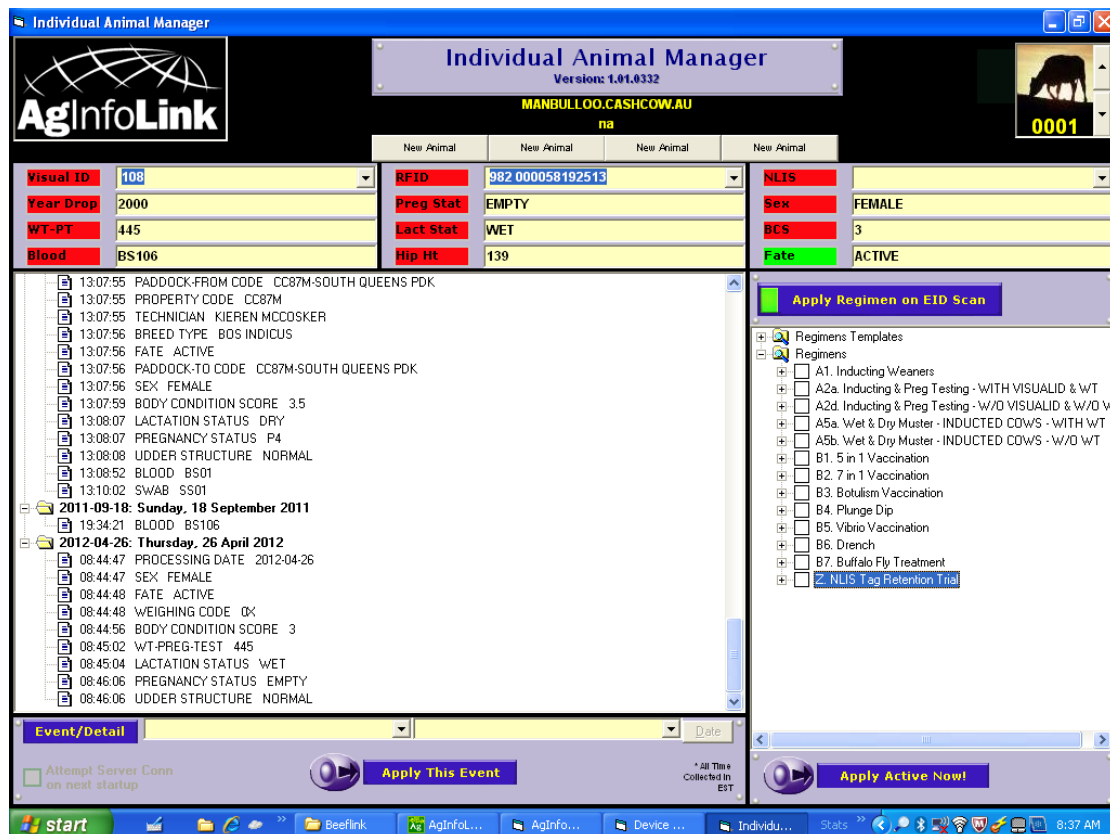 Individual Animal Manager
AgInfoLink
Individual Animal Manager
Version: 1.01.0332
MANBULLOO.CASHCOW.AU
na
0001
New Animal New Animal New Animal New Animal
Visual ID 108 RFID 982 000058192513 NLIS
Year Drop 2000 Preg Stat EMPTY Sex FEMALE
WT-PT 445 Lact Stat WET BCS 3
Blood BS106 Hip Ht 139 Fate ACTIVE
13:07:55 PADDOCK-FROM CODE CC87M-SOUTH QUEENS PDK
13:07:55 PROPERTY CODE CC87M
13:07:55 TECHNICIAN KIEREN MCCOSKER
13:07:56 BREED TYPE BOS INDICUS
13:07:56 FATE ACTIVE
13:07:56 PADDOCK-TO CODE CC87M-SOUTH QUEENS PDK
13:07:56 SEX FEMALE
13:07:59 BODY CONDITION SCORE 3.5
13:08:07 LACTATION STATUS DRY
13:08:07 PREGNANCY STATUS P4
13:08:08 UDDER STRUCTURE NORMAL
13:08:52 BLOOD BS01
13:10:02 SWAB SS01
2011-09-18: Sunday, 18 September 2011
19:34:21 BLOOD BS106
2012-04-26: Thursday, 26 April 2012
08:44:47 PROCESSING DATE 2012-04-26
08:44:47 SEX FEMALE
08:44:48 FATE ACTIVE
08:44:48 WEIGHING CODE 0X
08:44:56 BODY CONDITION SCORE 3
08:45:02 WT-PREG-TEST 445
08:45:04 LACTATION STATUS WET
08:46:06 PREGNANCY STATUS EMPTY
08:46:06 UDDER STRUCTURE NORMAL
Apply Regimen on EID Scan
Regimens Templates
Regimens
A1. Inducting Weaners
A2a. Inducting & Preg Testing - WITH VISUALID & WT
A2d. Inducting & Preg Testing - W/O VISUALID & W/O W
A5a. Wet & Dry Muster - INDUCTED COWS - WITH WT
A5b. Wet & Dry Muster - INDUCTED COWS - W/O WT
B1. 5 in 1 Vaccination
B2. 7 in 1 Vaccination
B3. Botulism Vaccination
B4. Plunge Dip
B5. Vibrio Vaccination
B6. Drench
B7. Buffalo Fly Treatment
Z. NLIS Tag Retention Trial
Event/Detail Date
Attempt Server Conn
on next startup
Apply This Event
* All Time
Collected In
EST
Apply Active Now!
start Beeflink AgInfoL... AgInfo... Device ... Individu... Stats 8:37 AM